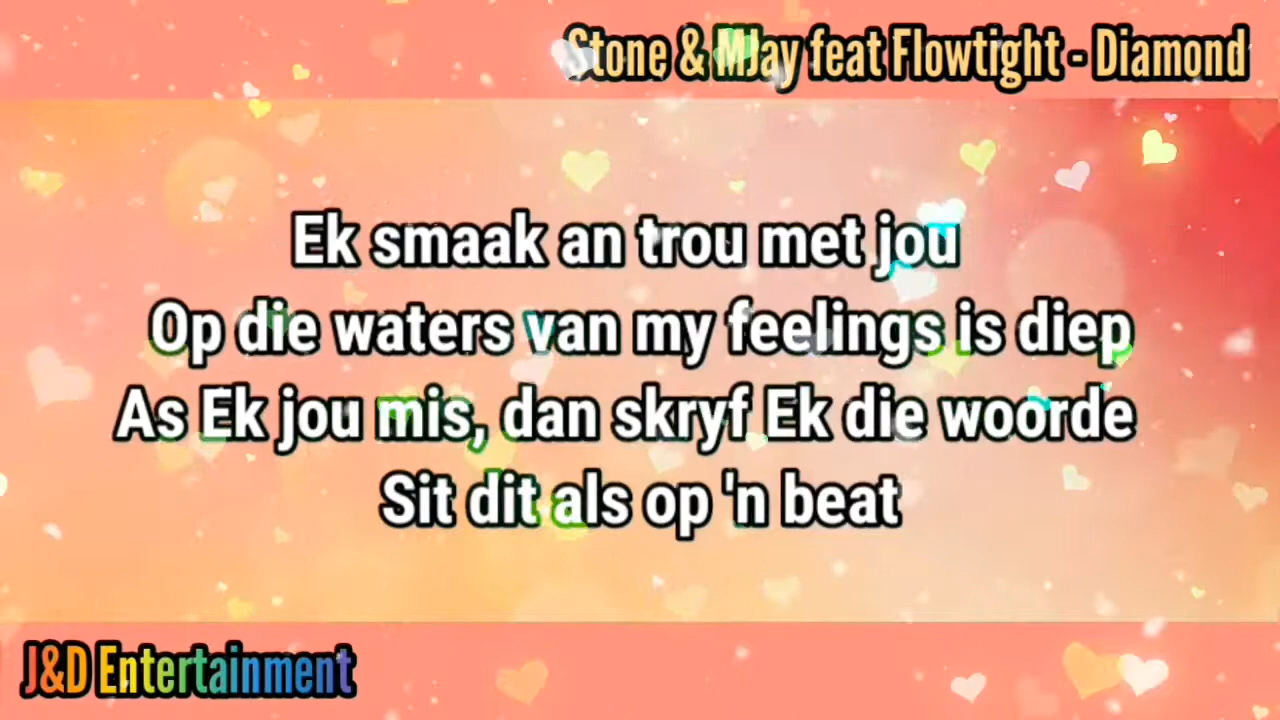 Stone & MJay feat Flowtight - Diamond
Ek smaak an trou met jou
Op die waters van my feelings is diep
As Ek jou mis, dan skryf Ek die woorde
Sit dit als op 'n beat
J&D Entertainment